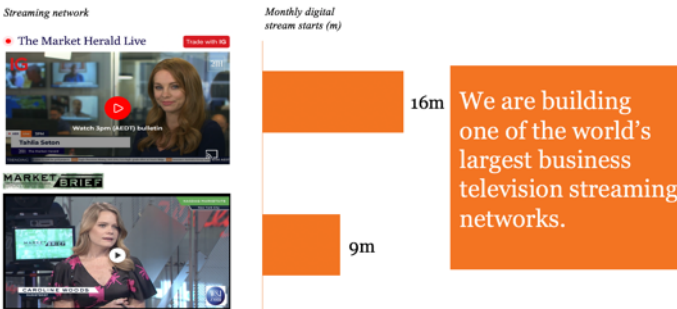 Streaming network
Monthly digital
stream starts (m)
The Market Herald Live
Trade with IG
IG
Watch 3pm (AEDT) bulletin
Tahlia Seton
16m
We are building
one of the world's
largest business
television streaming
networks.
MARKET BRIEF
CAROLINE WOODS
9m